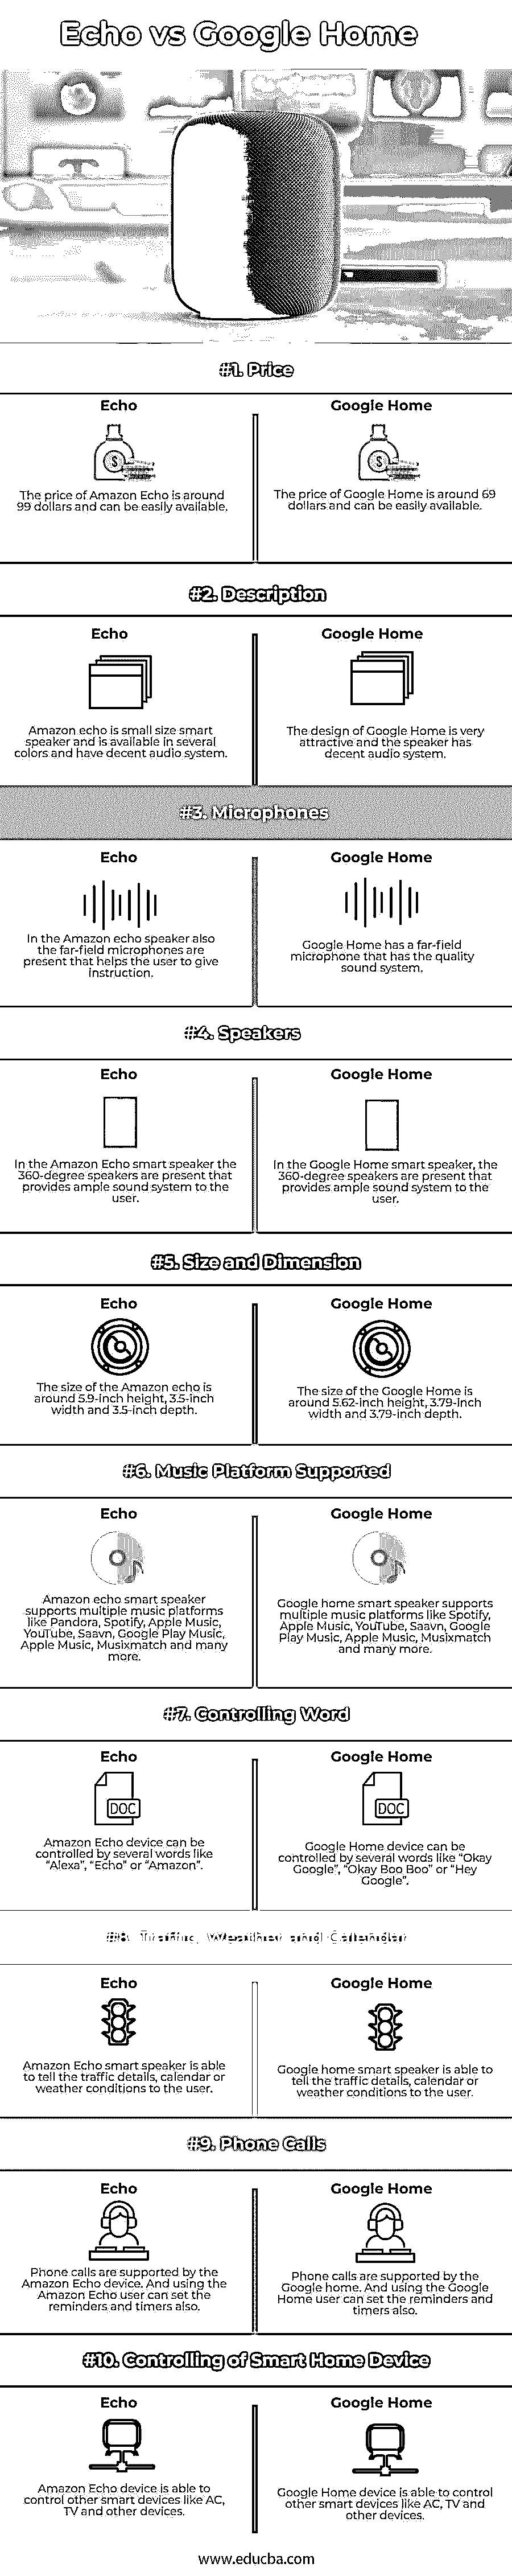 Echo vs Google Home
#1. Price
Echo
The price of Amazon Echo is around
99 dollars and can be easily available.
Google Home
The price of Google Home is around 69
dollars and can be easily available.
#2. Description
Echo
Amazon echo is small size smart
speaker and is available in several
colors and have decent audio system.
Google Home
The design of Google Home is very
attractive and the speaker has
decent audio system.
#3. Microphones
Echo
In the Amazon echo speaker also
the far-field microphones are
present that helps the user to give
instruction.
Google Home
Google Home has a far-field
microphone that has the quality
sound system.
#4. Speakers
Echo
In the Amazon Echo smart speaker the
360-degree speakers are present that
provides ample sound system to the
user.
Google Home
In the Google Home smart speaker, the
360-degree speakers are present that
provides ample sound system to the
user.
#5. Size and Dimension
Echo
The size of the Amazon echo is
around 5.9-inch height, 3.5-inch
width and 3.5-inch depth.
Google Home
The size of the Google Home is
around 5.62-inch height, 3.79-inch
width and 3.79-inch depth.
#6. Music Platform Supported
Echo
Amazon echo smart speaker
supports multiple music platforms
like Pandora, Spotify, Apple Music,
YouTube, Saavn, Google Play Music,
Apple Music, Musixmatch and many
more.
Google Home
Google home smart speaker supports
multiple music platforms like Spotify,
Apple Music, YouTube, Saavn, Google
Play Music, Apple Music, Musixmatch
and many more.
#7. Controlling Word
Echo
DOC
Amazon Echo device can be
controlled by several words like
"Alexa", "Echo" or "Amazon".
Google Home
DOC
Google Home device can be
controlled by several words like "Okay
Google", "Okay Boo Boo" or "Hey
Google".
#8. Traffic, Weather and Calendar
Echo
Amazon Echo smart speaker is able
to tell the traffic details, calendar or
weather conditions to the user.
Google Home
Google home smart speaker is able to
tell the traffic details, calendar or
weather conditions to the user.
#9. Phone Calls
Echo
Phone calls are supported by the
Amazon Echo device. And using the
Amazon Echo user can set the
reminders and timers also.
Google Home
Phone calls are supported by the
Google home. And using the Google
Home user can set the reminders and
timers also.
#10. Controlling of Smart Home Device
Echo
Amazon Echo device is able to
control other smart devices like AC,
TV and other devices.
Google Home
Google Home device is able to control
other smart devices like AC, TV and
other devices.
www.educba.com